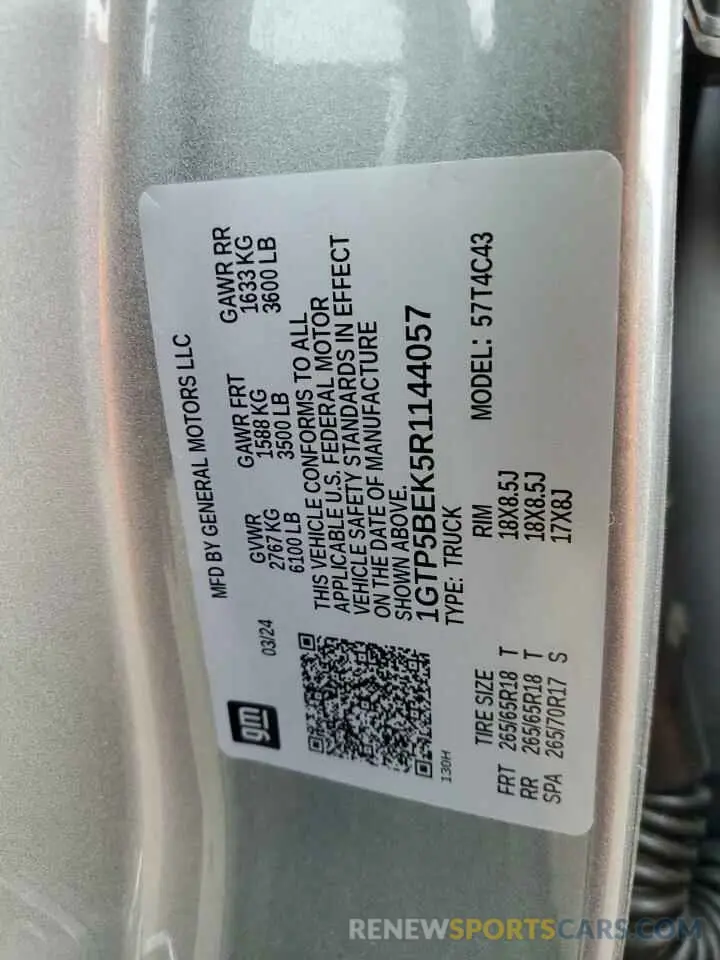 gm
03/24
MFD BY GENERAL MOTORS LLC
GVWR GAWR FRT GAWR RR
2767 KG 1588 KG 1633 KG
6100 LB 3500 LB 3600 LB
THIS VEHICLE CONFORMS TO ALL
APPLICABLE U.S. FEDERAL MOTOR
VEHICLE SAFETY STANDARDS IN EFFECT
ON THE DATE OF MANUFACTURE
SHOWN ABOVE.
1GTP5BEK5R1144057
TYPE: TRUCK MODEL: 57T4C43
130H
TIRE SIZE RIM
FRT 265/65R18 T 18X8.5J
RR 265/65R18 T 18X8.5J
SPA 265/70R17 S 17X8J
RENEWSPORTSCARS.COM